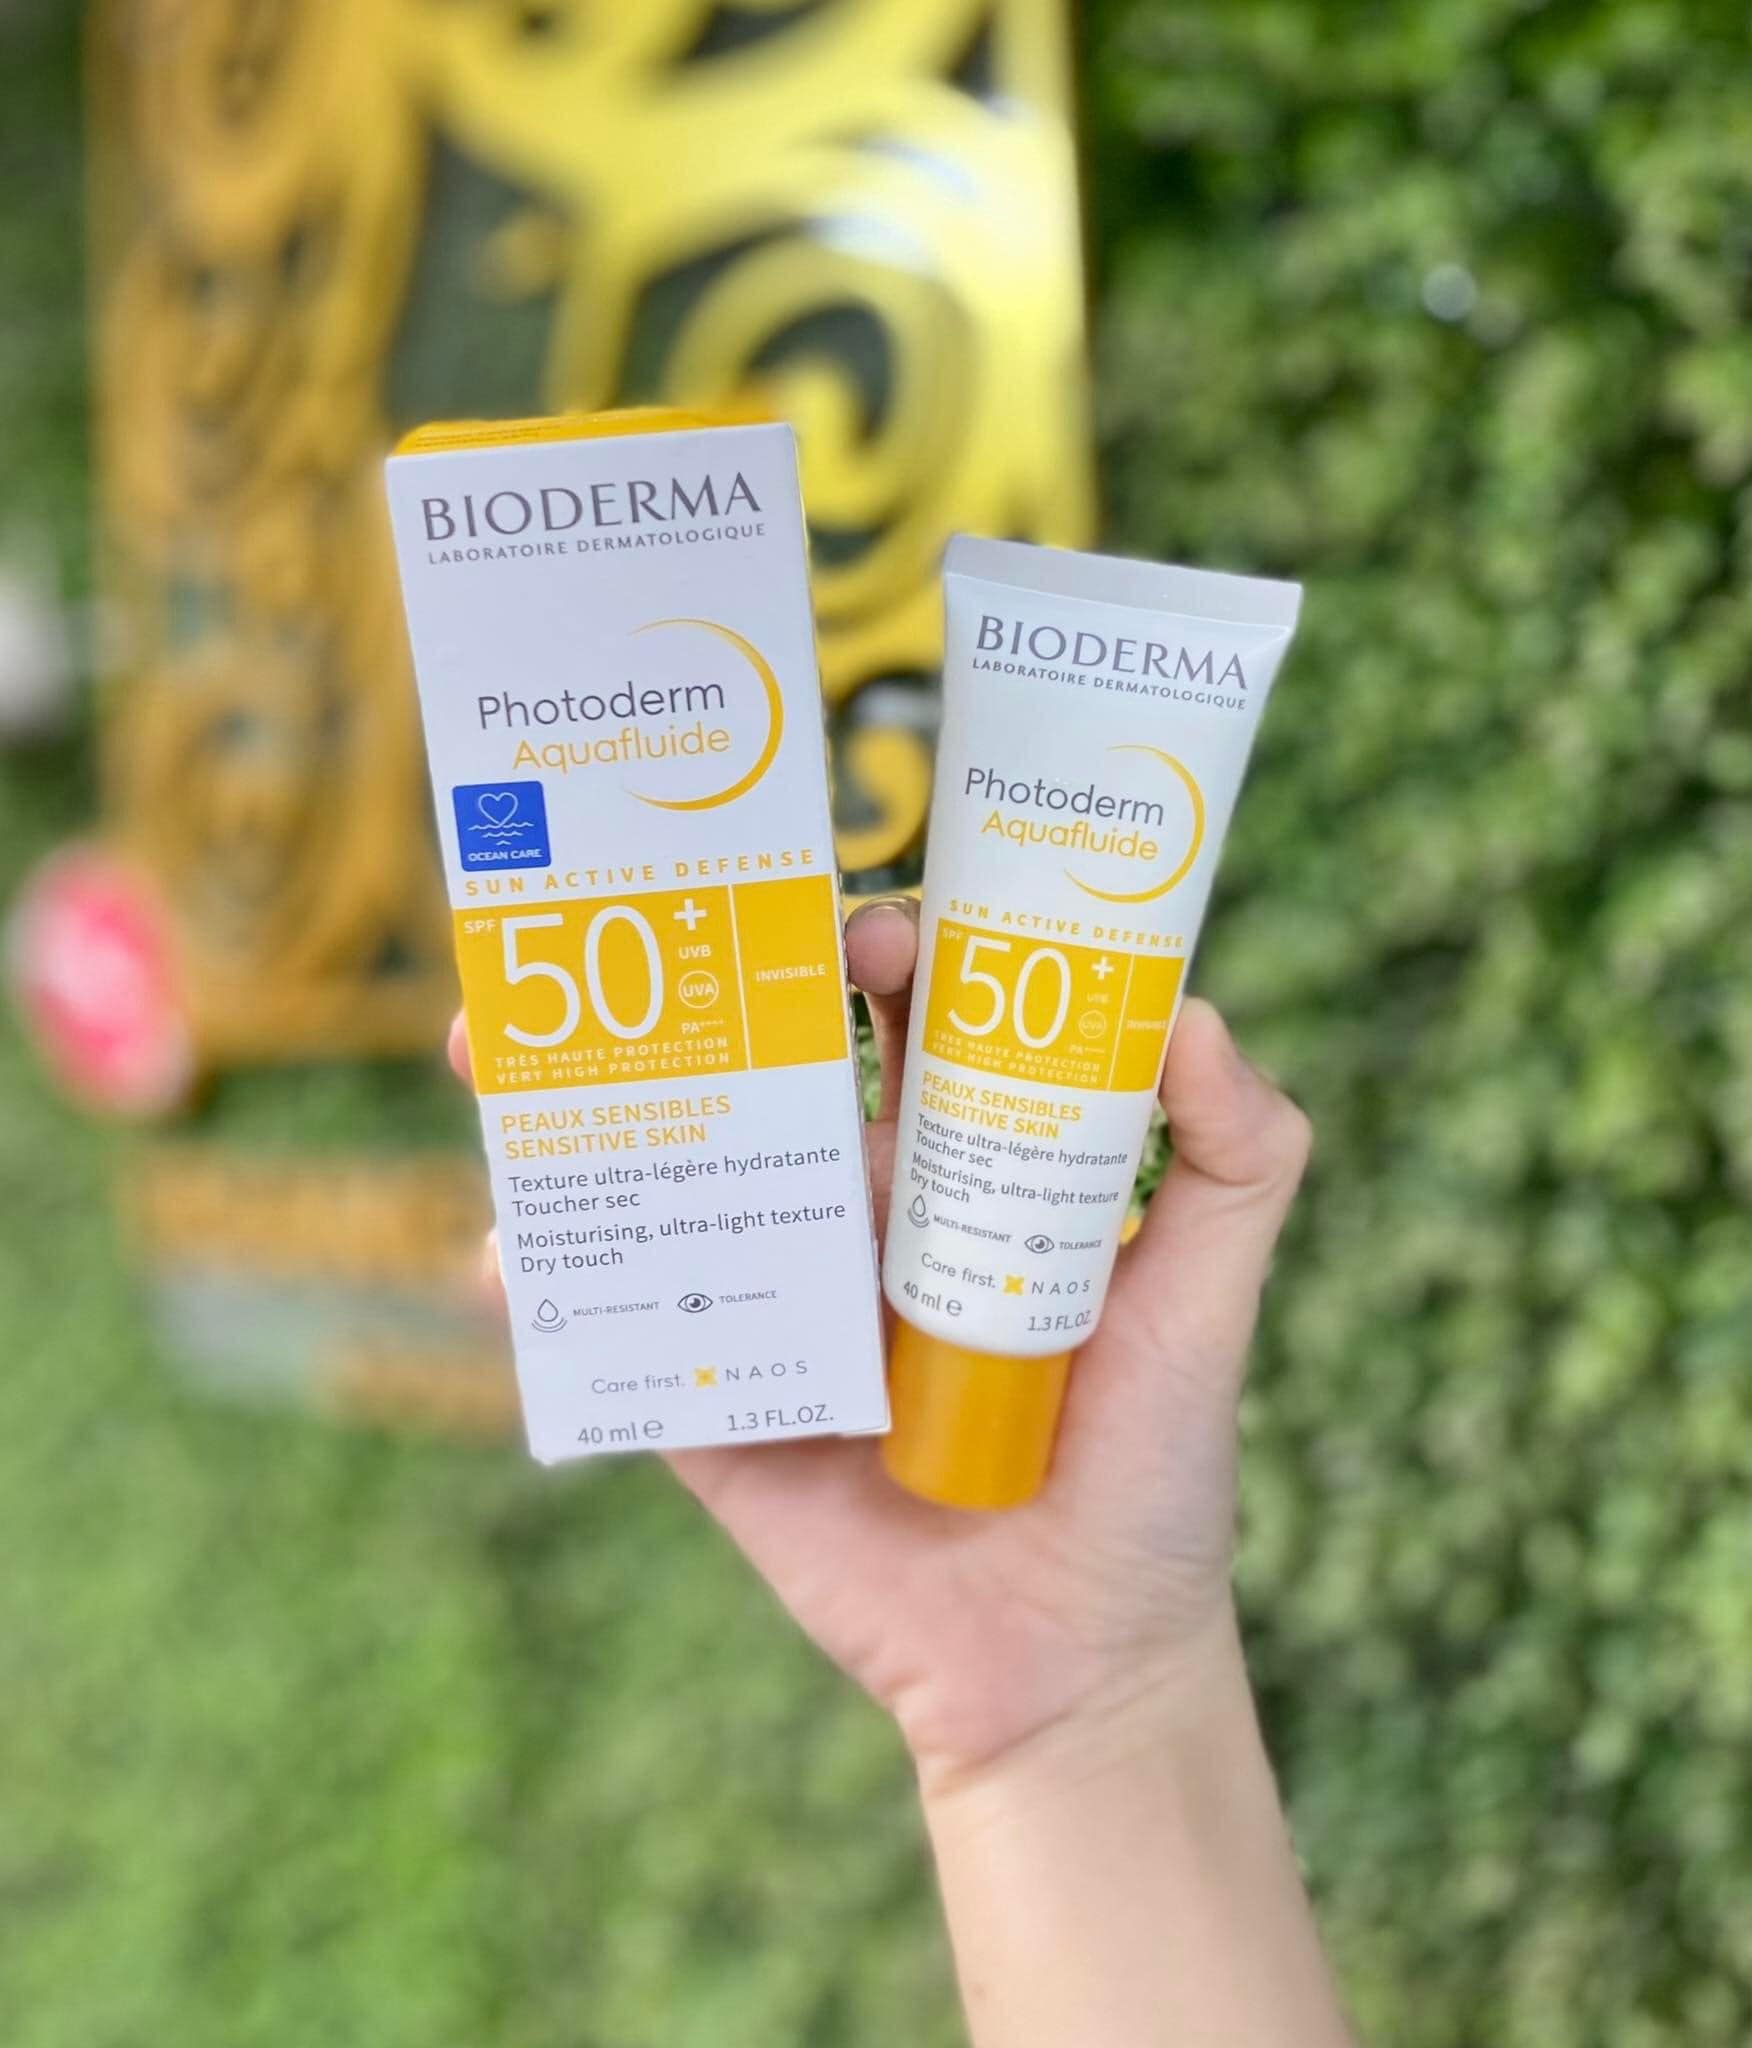 BIODERMA
LABORATOIRE DERMATOLOGIQUE
Photoderm
Aquafluide
OCEAN CARE
SUN ACTIVE DEFENSE
SPF 50+
UVB
UVA
PA++++
INVISIBLE
TRÈS HAUTE PROTECTION
VERY HIGH PROTECTION
PEAUX SENSIBLES
SENSITIVE SKIN
Texture ultra-légère hydratante
Toucher sec
Moisturising, ultra-light texture
Dry touch
MULTI-RESISTANT
TOLERANCE
Care first. NAOS
40 ml e 1.3 FL.OZ.
BIODERMA
LABORATOIRE DERMATOLOGIQUE
Photoderm
Aquafluide
SUN ACTIVE DEFENSE
SPF 50+
UVB
UVA
PA++++
INVISIBLE
TRÈS HAUTE PROTECTION
VERY HIGH PROTECTION
PEAUX SENSIBLES
SENSITIVE SKIN
Texture ultra-légère hydratante
Toucher sec
Moisturising, ultra-light texture
Dry touch
MULTI-RESISTANT
TOLERANCE
Care first. NAOS
40 ml e 1.3 FL.OZ.